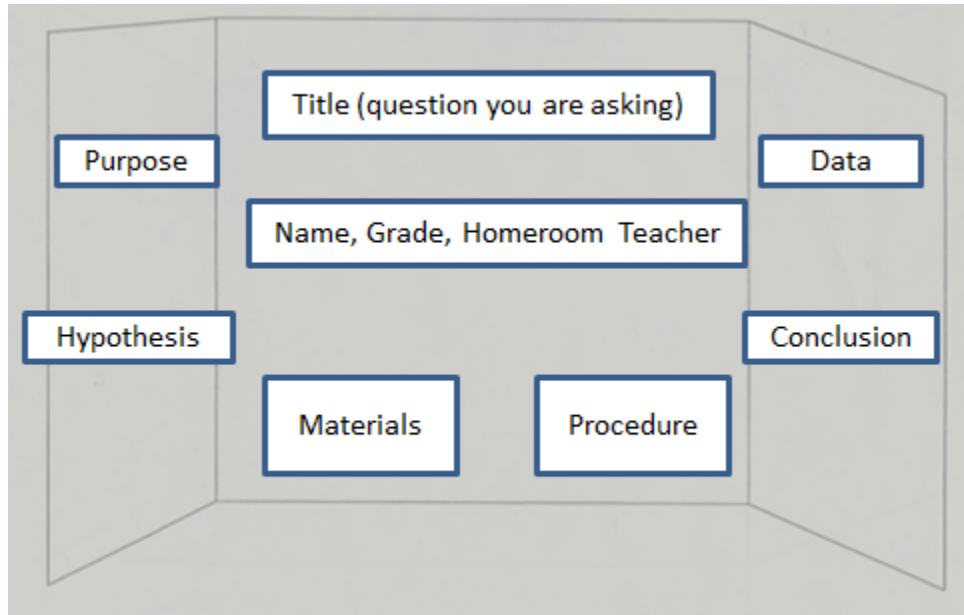 Title (question you are asking)
Purpose
Data
Name, Grade, Homeroom Teacher
Hypothesis
Conclusion
Materials
Procedure